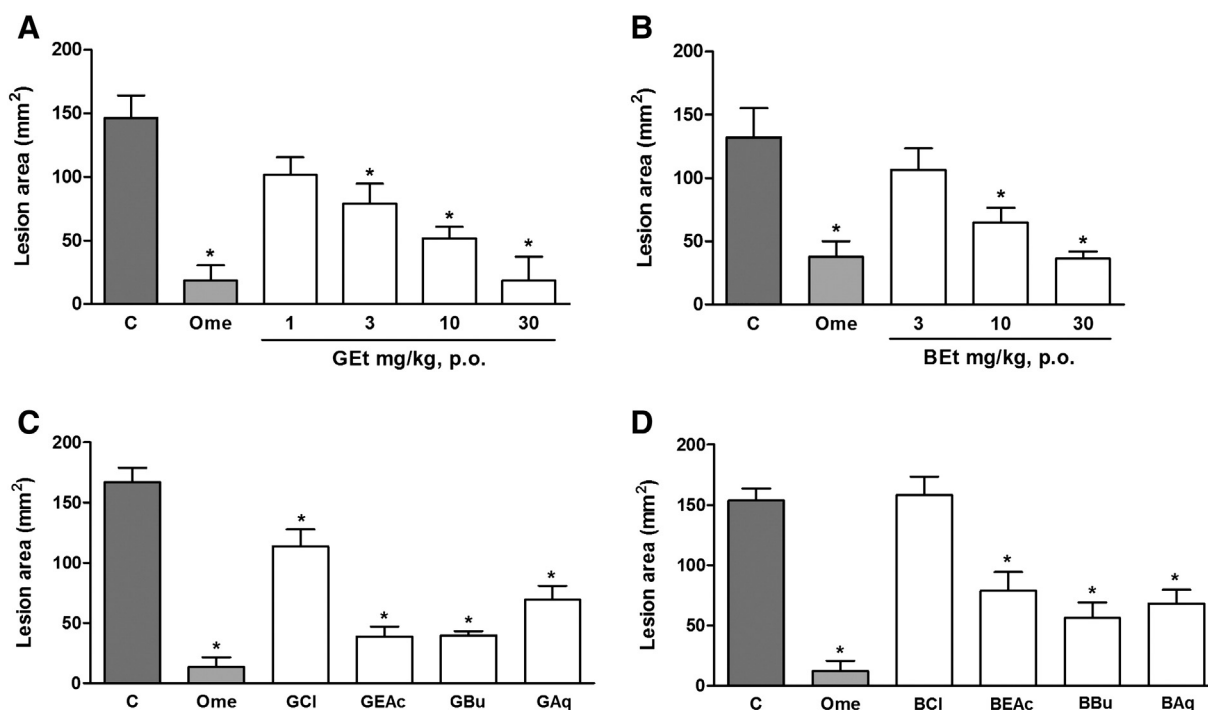 A
Lesion area (mm²)
200
150
100
50
0
*
*
*
*
C Ome 1 3 10 30
GEt mg/kg, p.o.
B
Lesion area (mm²)
200
150
100
50
0
*
*
*
C Ome 3 10 30
BEt mg/kg, p.o.
C
Lesion area (mm²)
200
150
100
50
0
*
*
*
*
*
C Ome GCl GEAc GBu GAq
D
Lesion area (mm²)
200
150
100
50
0
*
*
*
*
C Ome BCl BEAc BBu BAq